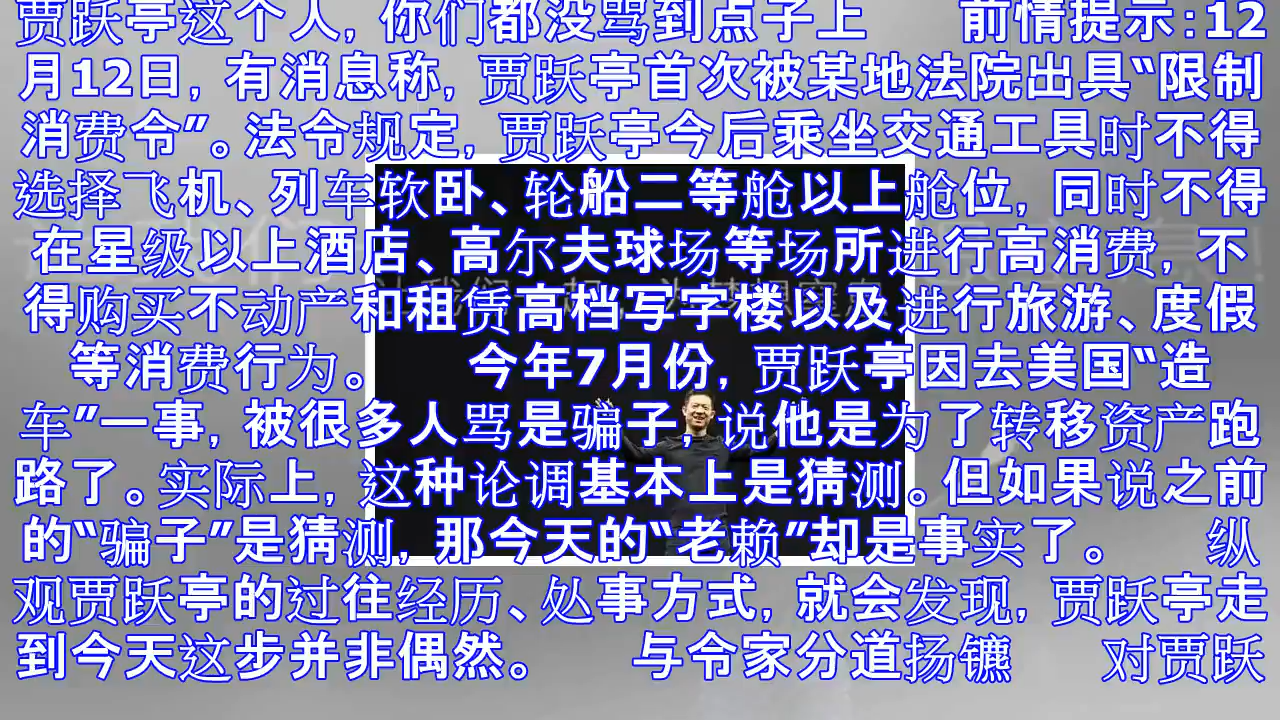 贾跃亭这个人，你们都没骂到点子上　　前情提示：12
月12日，有消息称，贾跃亭首次被某地法院出具“限制
消费令”。法令规定，贾跃亭今后乘坐交通工具时不得
选择飞机、列车软卧、轮船二等舱以上舱位，同时不得
在星级以上酒店、高尔夫球场等场所进行高消费，不
得购买不动产和租赁高档写字楼以及进行旅游、度假
等消费行为。　　今年7月份，贾跃亭因去美国“造
车”一事，被很多人骂是骗子，说他是为了转移资产跑
路了。实际上，这种论调基本上是猜测。但如果说之前
的“骗子”是猜测，那今天的“老赖”却是事实了。　　纵
观贾跃亭的过往经历、处事方式，就会发现，贾跃亭走
到今天这步并非偶然。　　与令家分道扬镳　　对贾跃